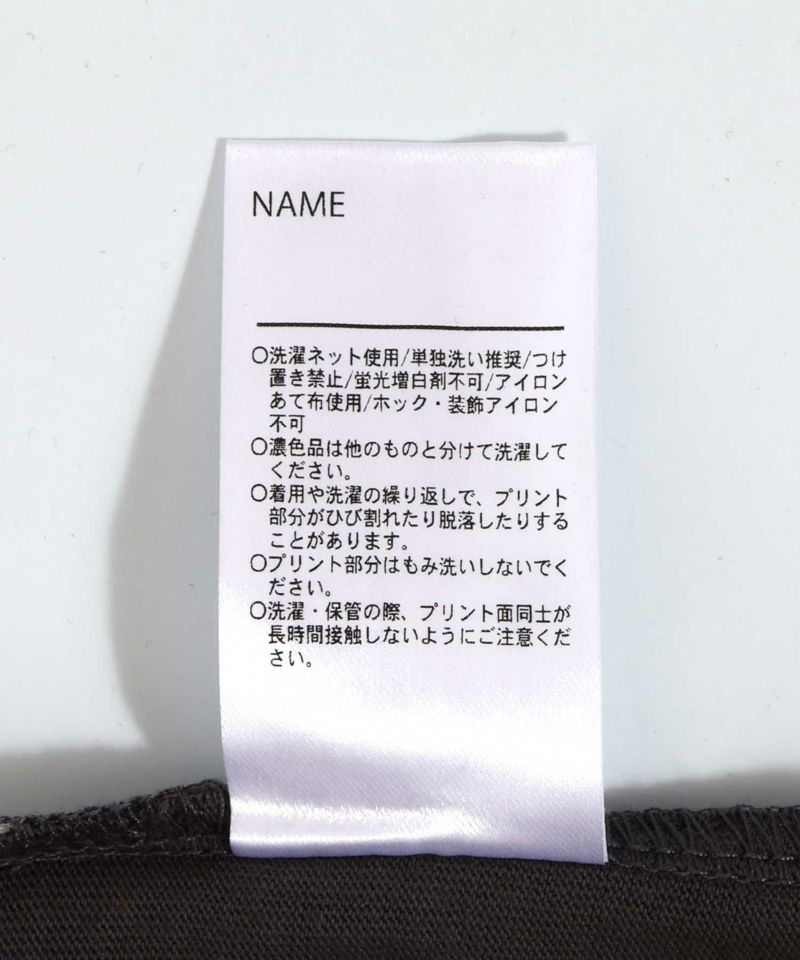 NAME
〇洗濯ネット使用/単独洗い推奨/つけ
置き禁止/蛍光増白剤不可/アイロン
あて布使用/ホック・装飾アイロン
不可
〇濃色品は他のものと分けて洗濯して
ください。
〇着用や洗濯の繰り返しで、プリント
部分がひび割れたり脱落したりする
ことがあります。
〇プリント部分はもみ洗いしないでく
ださい。
〇洗濯・保管の際、プリント面同士が
長時間接触しないようにご注意くだ
さい。